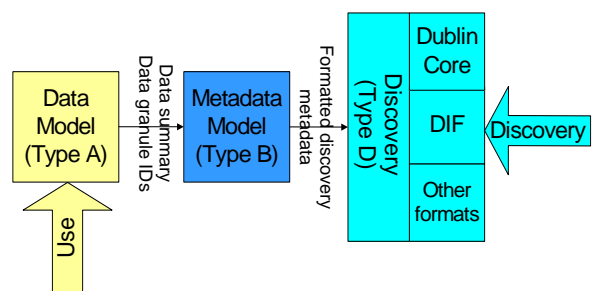 Data
Model
(Type A)
Use
Data summary
Data granule IDs
Metadata
Model
(Type B)
Formatted discovery
metadata
Discovery
(Type D)
Dublin
Core
DIF
Other
formats
Discovery